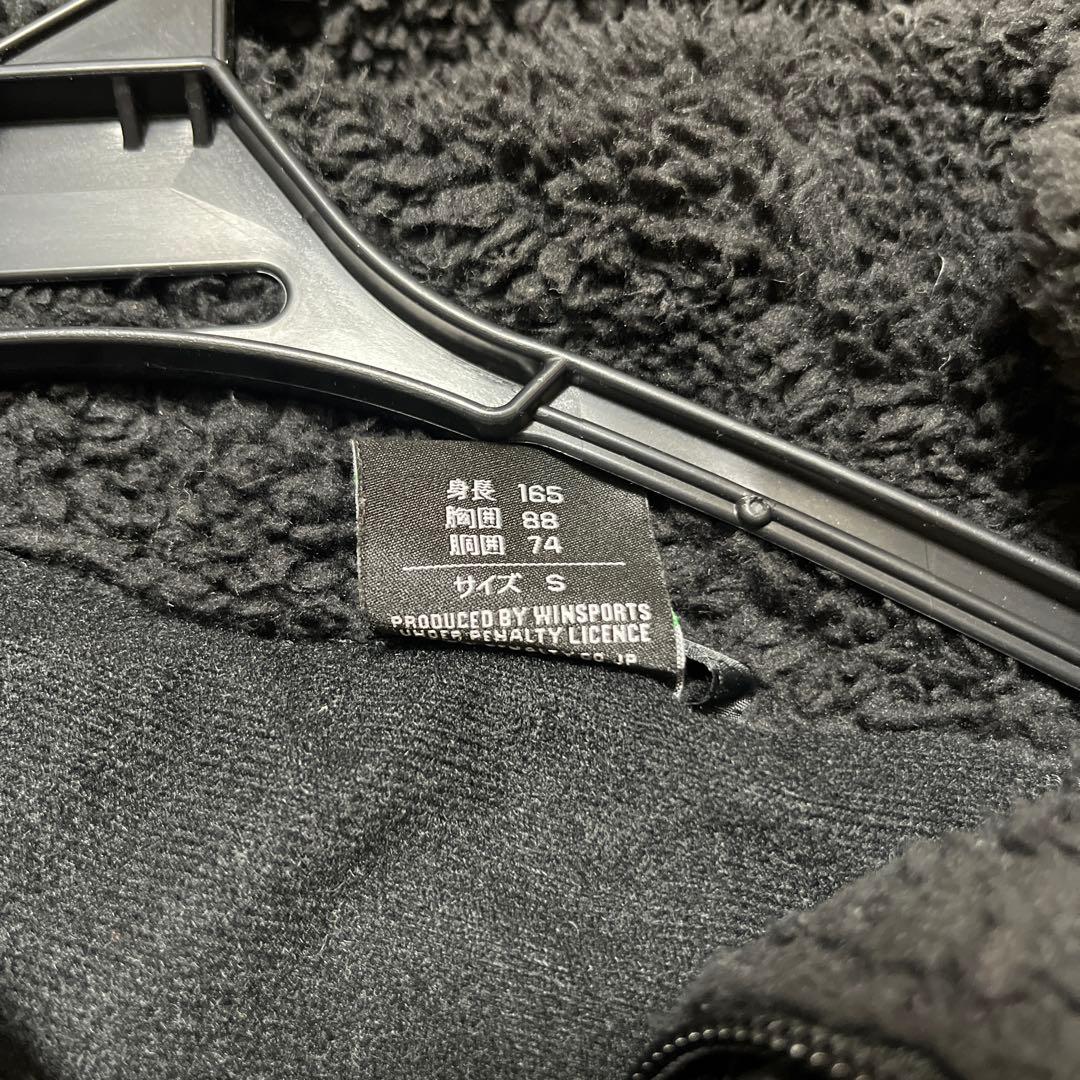 身長 165
胸囲 88
胴囲 74
サイズ S
PRODUCED BY WINSPORTS
UNDER PENALTY LICENCE